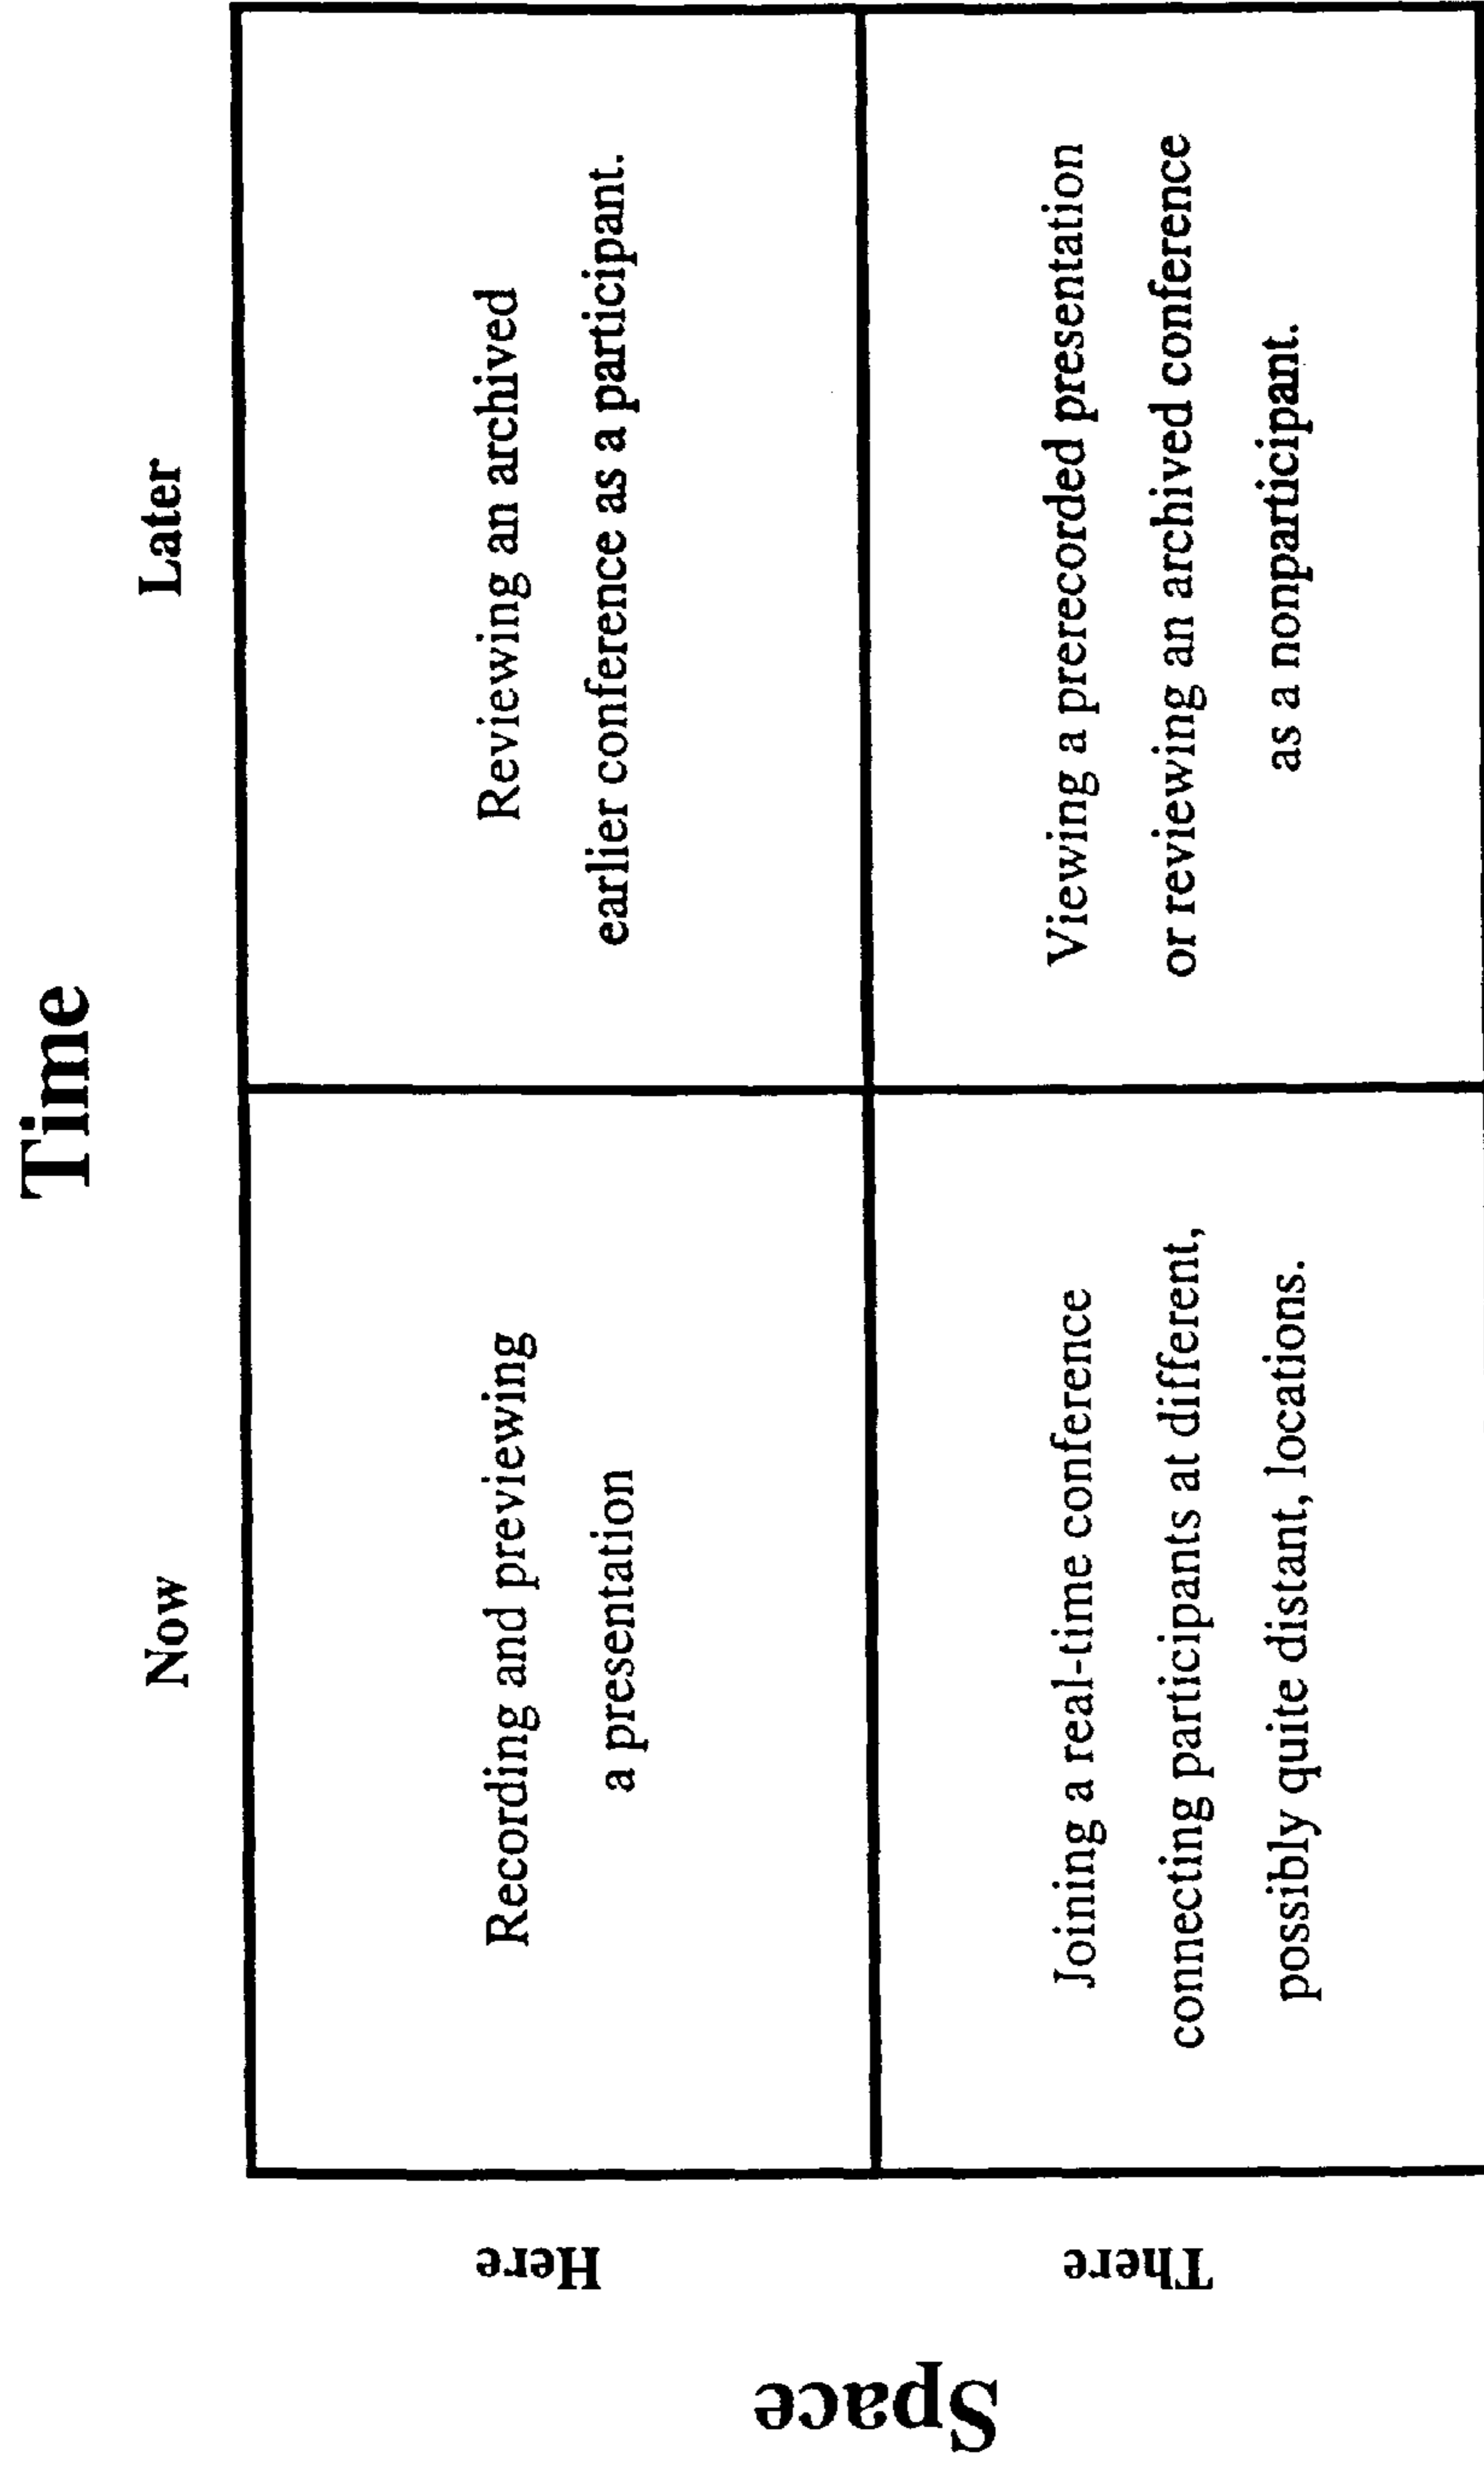 Time
Now
Later
Space
Here
Recording and previewing
a presentation
Reviewing an archived
earlier conference as a participant.
There
Joining a real-time conference
connecting participants at different,
possibly quite distant, locations.
Viewing a prerecorded presentation
or reviewing an archived conference
as a nonparticipant.